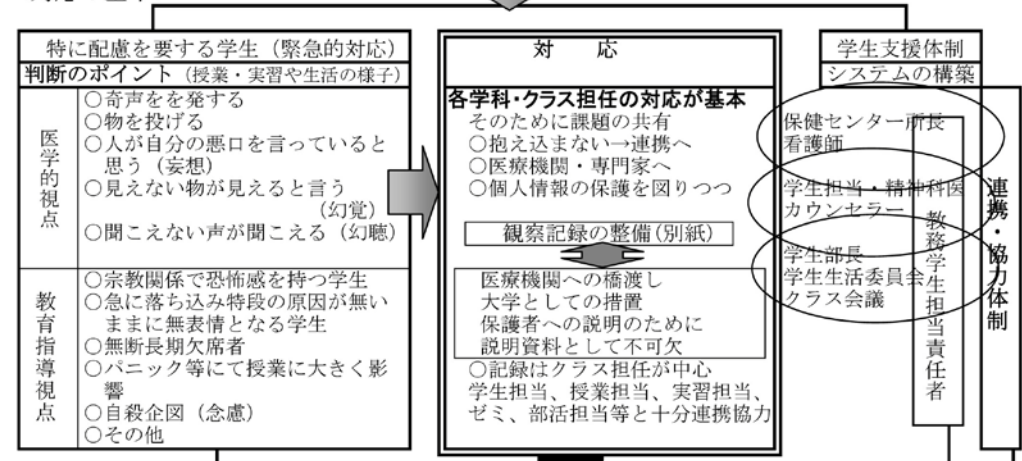 特に配慮を要する学生（緊急的対応）
判断のポイント（授業・実習や生活の様子）
医学的視点
○奇声をを発する
○物を投げる
○人が自分の悪口を言っていると
思う（妄想）
○見えない物が見えると言う
（幻覚）
○聞こえない声が聞こえる（幻聴）
教育指導視点
○宗教関係で恐怖感を持つ学生
○急に落ち込み特段の原因が無い
ままに無表情となる学生
○無断長期欠席者
○パニック等にて授業に大きく影
響
○自殺企図（念慮）
○その他
対　応
各学科・クラス担任の対応が基本
そのために課題の共有
○抱え込まない→連携へ
○医療機関・専門家へ
○個人情報の保護を図りつつ
観察記録の整備（別紙）
医療機関への橋渡し
大学としての措置
保護者への説明のために
説明資料として不可欠
○記録はクラス担任が中心
学生担当、授業担当、実習担当、
ゼミ、部活担当等と十分連携協力
学生支援体制
システムの構築
保健センター所長
看護師
学生担当・精神科医
カウンセラー
学生部長
学生生活委員会
クラス会議
教務学生担当責任者
連携・協力体制